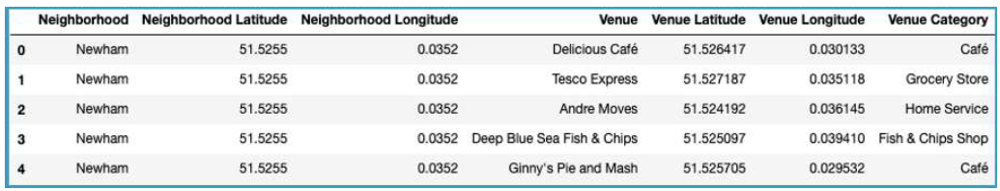 Neighborhood Neighborhood Latitude Neighborhood Longitude Venue Venue Latitude Venue Longitude Venue Category
0 Newham 51.5255 0.0352 Delicious Café 51.526417 0.030133 Café
1 Newham 51.5255 0.0352 Tesco Express 51.527187 0.035118 Grocery Store
2 Newham 51.5255 0.0352 Andre Moves 51.524192 0.036145 Home Service
3 Newham 51.5255 0.0352 Deep Blue Sea Fish & Chips 51.525097 0.039410 Fish & Chips Shop
4 Newham 51.5255 0.0352 Ginny's Pie and Mash 51.525705 0.029532 Café